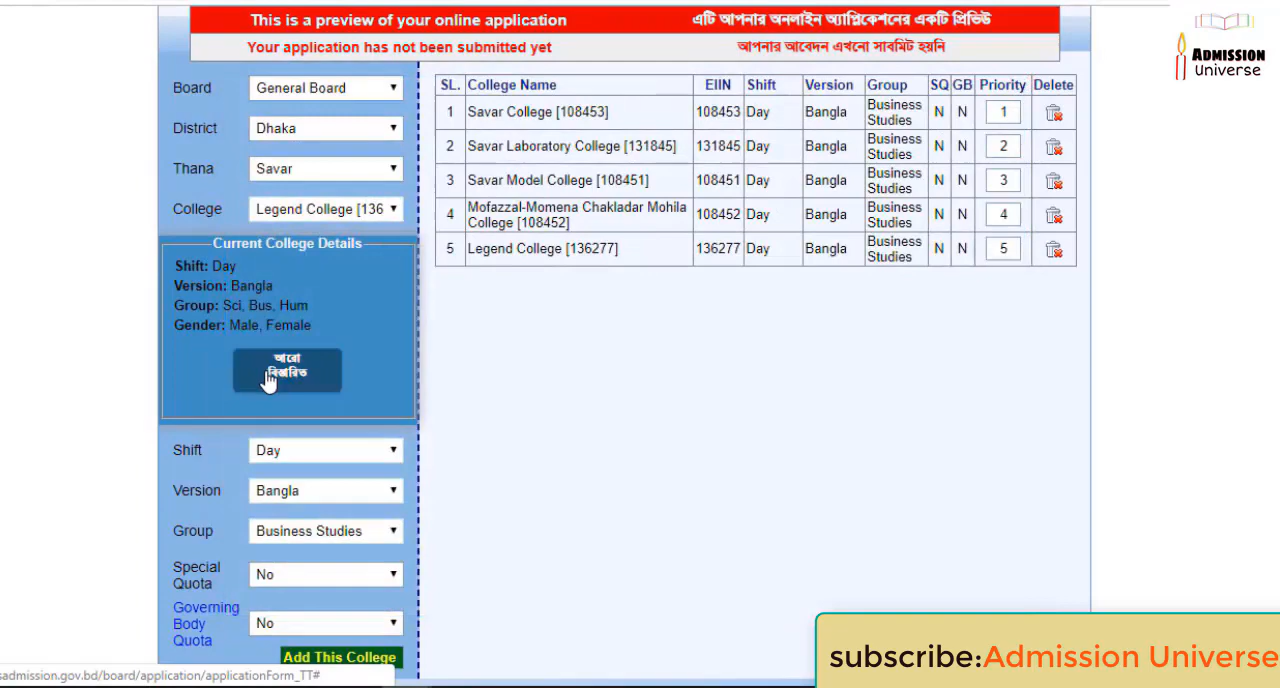 This is a preview of your online application
এটি আপনার অনলাইন অ্যাপ্লিকেশনের একটি প্রিভিউ
Your application has not been submitted yet
আপনার আবেদন এখনো সাবমিট হয়নি
ADMISSION
Universe
Board General Board
District Dhaka
Thana Savar
College Legend College [136
Current College Details
Shift: Day
Version: Bangla
Group: Sci, Bus, Hum
Gender: Male, Female
আরো
বিস্তারিত
Shift Day
Version Bangla
Group Business Studies
Special
Quota No
Governing
Body
Quota No
Add This College
SL. College Name EIIN Shift Version Group SQ GB Priority Delete
1 Savar College [108453] 108453 Day Bangla Business Studies N N 1
2 Savar Laboratory College [131845] 131845 Day Bangla Business Studies N N 2
3 Savar Model College [108451] 108451 Day Bangla Business Studies N N 3
4 Mofazzal-Momena Chakladar Mohila College [108452] 108452 Day Bangla Business Studies N N 4
5 Legend College [136277] 136277 Day Bangla Business Studies N N 5
sadmission.gov.bd/board/application/applicationForm_TT#
subscribe:Admission Universe